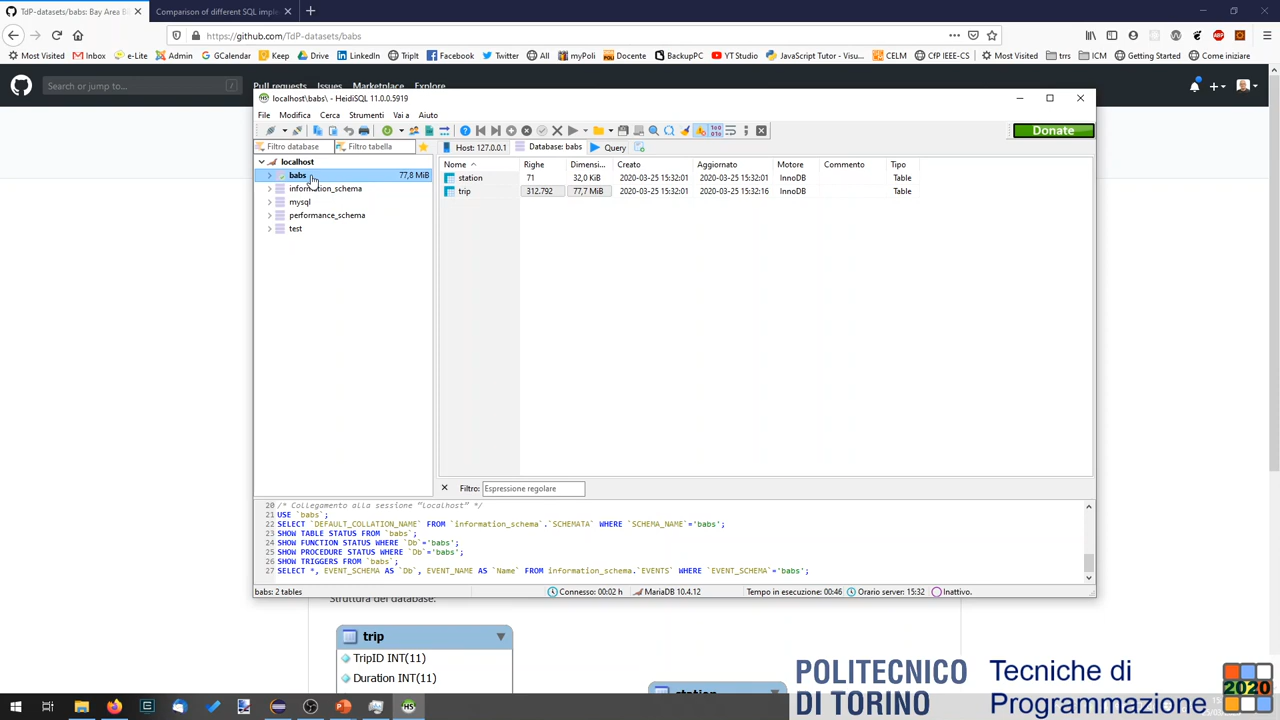 TdP-datasets/babs: Bay Area B
Comparison of different SQL imple
https://github.com/TdP-datasets/babs
Most Visited Inbox e-Lite Admin GCalendar Keep Drive LinkedIn TripIt Facebook Twitter All myPoli Docente BackupPC YT Studio JavaScript Tutor - Visu... CELM CfP IEEE-CS Most Visited trrs ICM Getting Started Come iniziare
Search or jump to... / Pull requests Issues Marketplace Explore
localhost\babs\ - HeidiSQL 11.0.0.5919
File Modifica Cerca Strumenti Vai a Aiuto
Donate
Filtro database Filtro tabella Host: 127.0.0.1 Database: babs Query
localhost
babs 77,8 MiB
information_schema
mysql
performance_schema
test
Nome Righe Dimensi... Creato Aggiornato Motore Commento Tipo
station 71 32,0 KiB 2020-03-25 15:32:01 2020-03-25 15:32:01 InnoDB Table
trip 312.792 77,7 MiB 2020-03-25 15:32:01 2020-03-25 15:32:16 InnoDB Table
Filtro: Espressione regolare
20 /* Collegamento alla sessione "localhost" */
21 USE `babs`;
22 SELECT `DEFAULT_COLLATION_NAME` FROM `information_schema`.`SCHEMATA` WHERE `SCHEMA_NAME`='babs';
23 SHOW TABLE STATUS FROM `babs`;
24 SHOW FUNCTION STATUS WHERE `Db`='babs';
25 SHOW PROCEDURE STATUS WHERE `Db`='babs';
26 SHOW TRIGGERS FROM `babs`;
27 SELECT *, EVENT_SCHEMA AS `Db`, EVENT_NAME AS `Name` FROM information_schema.`EVENTS` WHERE `EVENT_SCHEMA`='babs';
babs: 2 tables Connesso: 00:02 h MariaDB 10.4.12 Tempo in esecuzione: 00:46 Orario server: 15:32 Inattivo.
Struttura del database:
trip
TripID INT(11)
Duration INT(11)
station
POLITECNICO
DI TORINO
Tecniche di
Programmazione
2020